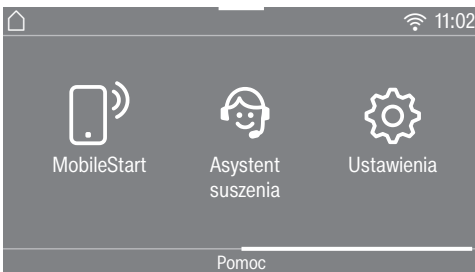 11:02
MobileStart
Asystent
suszenia
Ustawienia
Pomoc